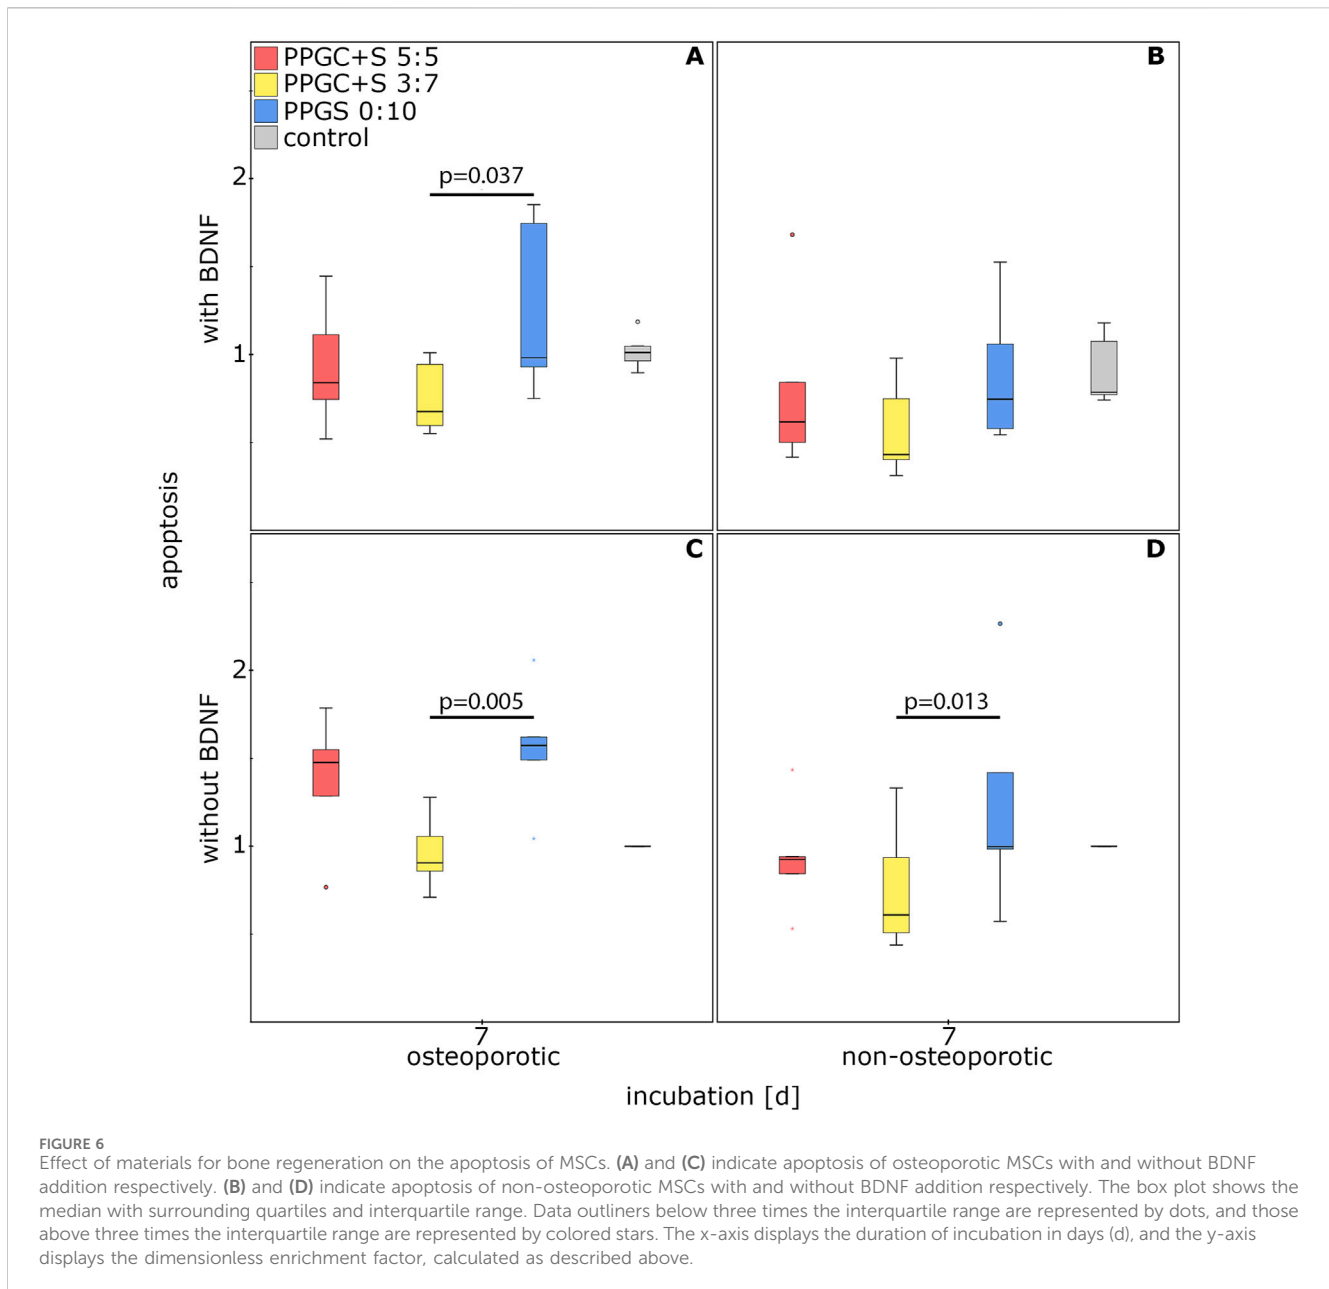 PPGC+S 5:5
PPGC+S 3:7
PPGS 0:10
control
A
B
2
p=0.037
with BDNF
1
apoptosis
C
D
2
p=0.005
p=0.013
without BDNF
1
7
7
osteoporotic
non-osteoporotic
incubation [d]
FIGURE 6
Effect of materials for bone regeneration on the apoptosis of MSCs. (A) and (C) indicate apoptosis of osteoporotic MSCs with and without BDNF
addition respectively. (B) and (D) indicate apoptosis of non-osteoporotic MSCs with and without BDNF addition respectively. The box plot shows the
median with surrounding quartiles and interquartile range. Data outliners below three times the interquartile range are represented by dots, and those
above three times the interquartile range are represented by colored stars. The x-axis displays the duration of incubation in days (d), and the y-axis
displays the dimensionless enrichment factor, calculated as described above.